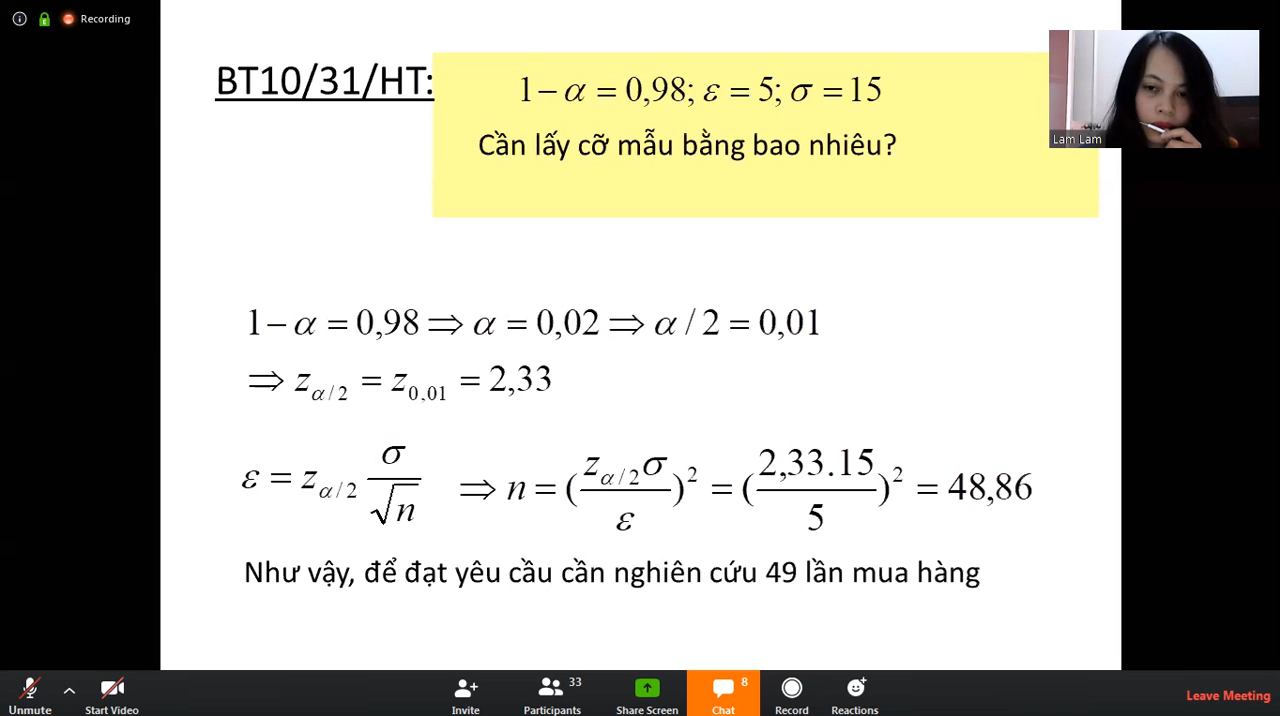 Recording
BT10/31/HT:
1 − α = 0,98; ε = 5; σ = 15
Cần lấy cỡ mẫu bằng bao nhiêu?
Lam Lam
1 − α = 0,98 ⇒ α = 0,02 ⇒ α / 2 = 0,01
⇒ z_{α/2} = z_{0,01} = 2,33
ε = z_{α/2} σ/√n ⇒ n = (z_{α/2}σ/ε)² = (2,33.15/5)² = 48,86
Như vậy, để đạt yêu cầu cần nghiên cứu 49 lần mua hàng
Unmute
Start Video
Invite
Participants 33
Share Screen
Chat 8
Record
Reactions
Leave Meeting